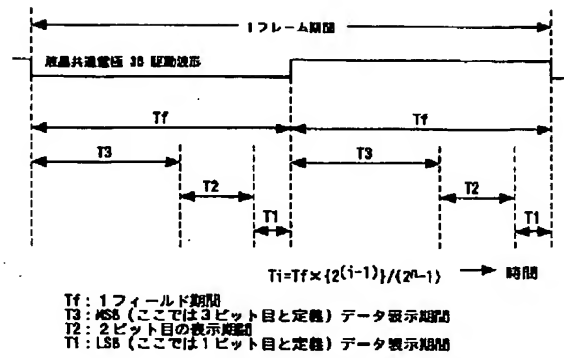 1フレーム期間
液晶共通電極 38 駆動波形
Tf Tf
T3 T3
T2 T2
T1 T1
Ti=Tf×{2^(i-1)}/(2^n-1) 時間
Tf:1フィールド期間
T3:MSB(ここでは3ビット目と定義)データ表示期間
T2:2ビット目の表示期間
T1:LSB(ここでは1ビット目と定義)データ表示期間